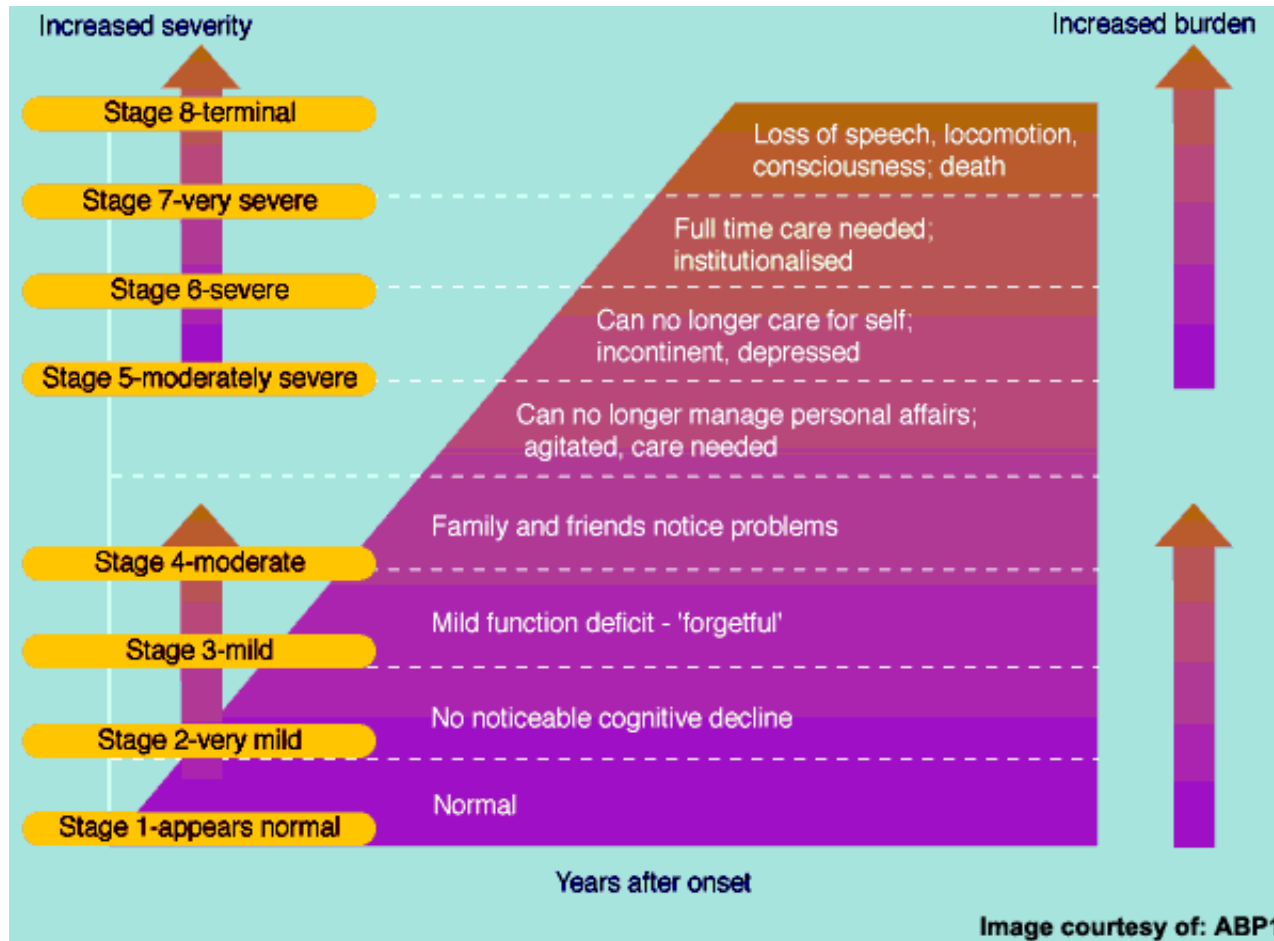 Increased severity
Increased burden
Stage 8-terminal
Loss of speech, locomotion,
consciousness; death
Stage 7-very severe
Full time care needed;
institutionalised
Stage 6-severe
Can no longer care for self;
incontinent, depressed
Stage 5-moderately severe
Can no longer manage personal affairs;
agitated, care needed
Family and friends notice problems
Stage 4-moderate
Mild function deficit - 'forgetful'
Stage 3-mild
No noticeable cognitive decline
Stage 2-very mild
Normal
Stage 1-appears normal
Years after onset
Image courtesy of: ABP1